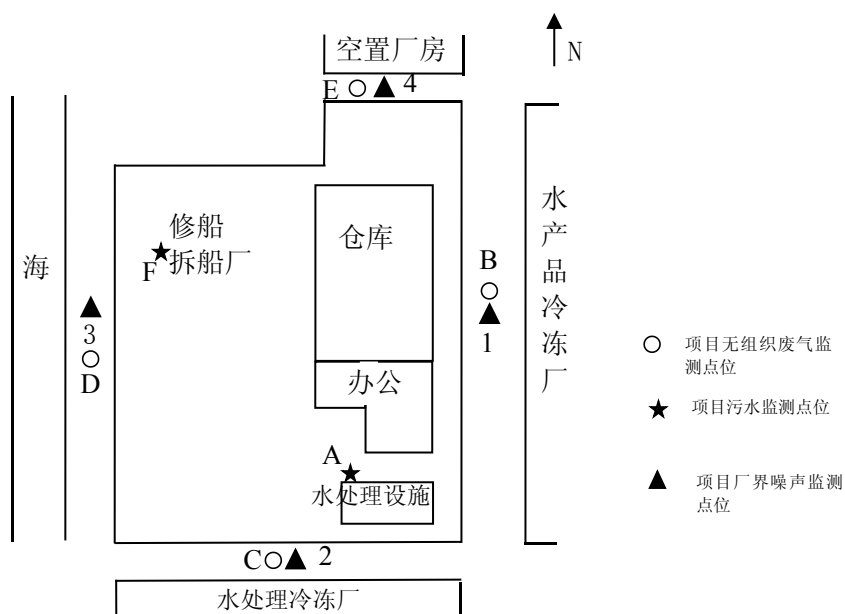 空置厂房
N
E
4
修船
拆船厂
F
仓库
海
水产品冷冻厂
B
1
3
D
办公
A
水处理设施
C
2
水处理冷冻厂
项目无组织废气监
测点位
项目污水监测点位
项目厂界噪声监测
点位